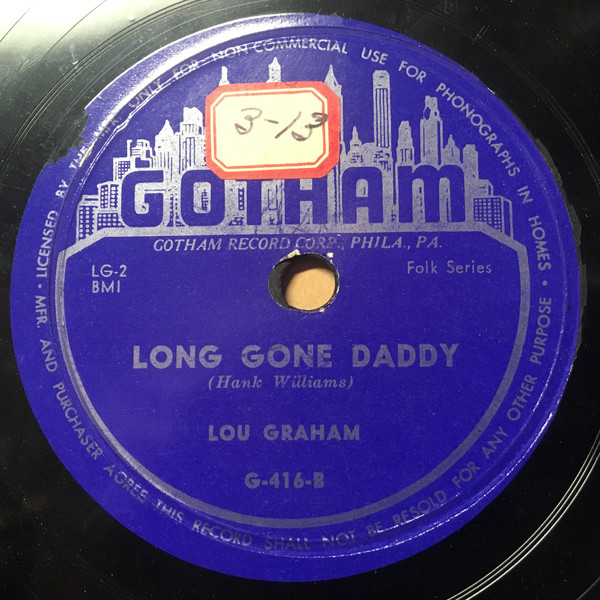 LICENSED BY THE MFR. ONLY FOR NON-COMMERCIAL USE FOR PHONOGRAPHS IN HOMES • MFR. AND PURCHASER AGREE THIS RECORD SHALL NOT BE RESOLD FOR ANY OTHER PURPOSE •
3-13
GOTHAM
GOTHAM RECORD CORP., PHILA., PA.
LG-2 Folk Series
BMI
LONG GONE DADDY
(Hank Williams)
LOU GRAHAM
G-416-B